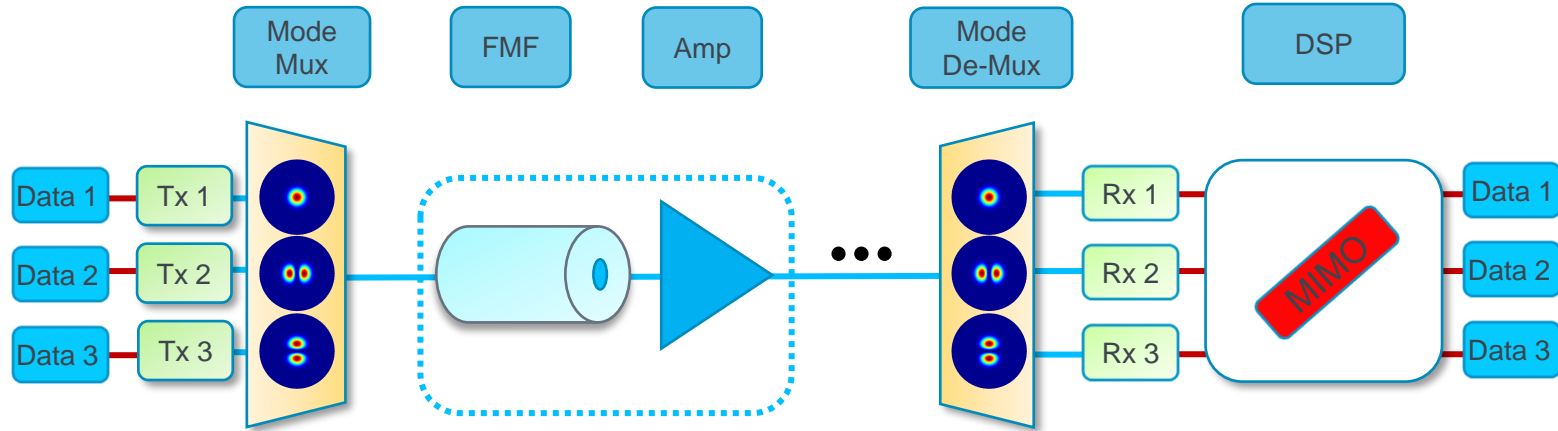 Mode
Mux
FMF
Amp
Mode
De-Mux
DSP
Data 1
Tx 1
Rx 1
Data 1
Data 2
Tx 2
Rx 2
MIMO
Data 2
Data 3
Tx 3
Rx 3
Data 3